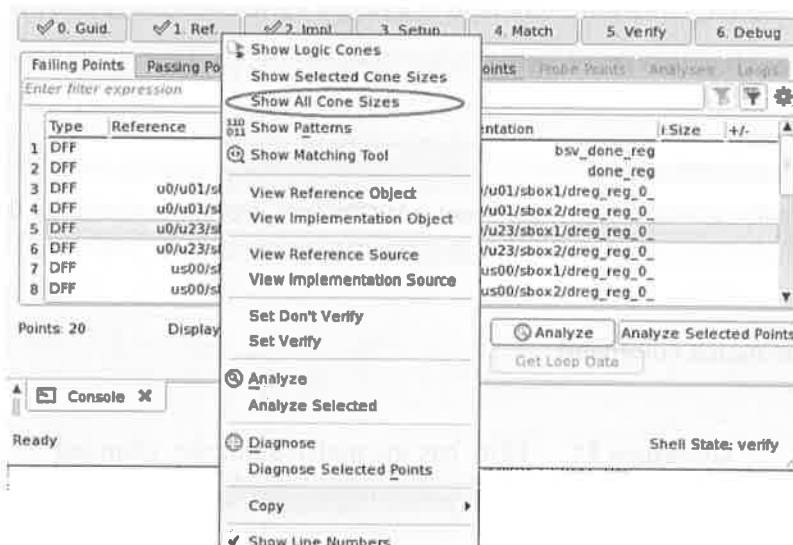 0. Guid. 1. Ref. 2. Impl. 3. Setup 4. Match 5. Verify 6. Debug
Failing Points Passing Po oints Probe Points Analyses Loops
Enter filter expression
Type Reference entation i:Size +/-
1 DFF bsv_done_reg
2 DFF done_reg
3 DFF u0/u01/s /u01/sbox1/dreg_reg_0_
4 DFF u0/u01/s /u01/sbox2/dreg_reg_0_
5 DFF u0/u23/s /u23/sbox1/dreg_reg_0_
6 DFF u0/u23/s /u23/sbox2/dreg_reg_0_
7 DFF us00/s us00/sbox1/dreg_reg_0_
8 DFF us00/s us00/sbox2/dreg_reg_0_
Points: 20 Display Analyze Analyze Selected Points
Get Loop Data
Console
Ready Shell State: verify
Show Logic Cones
Show Selected Cone Sizes
Show All Cone Sizes
Show Patterns
Show Matching Tool
View Reference Object
View Implementation Object
View Reference Source
View Implementation Source
Set Don't Verify
Set Verify
Analyze
Analyze Selected
Diagnose
Diagnose Selected Points
Copy
Show Line Numbers